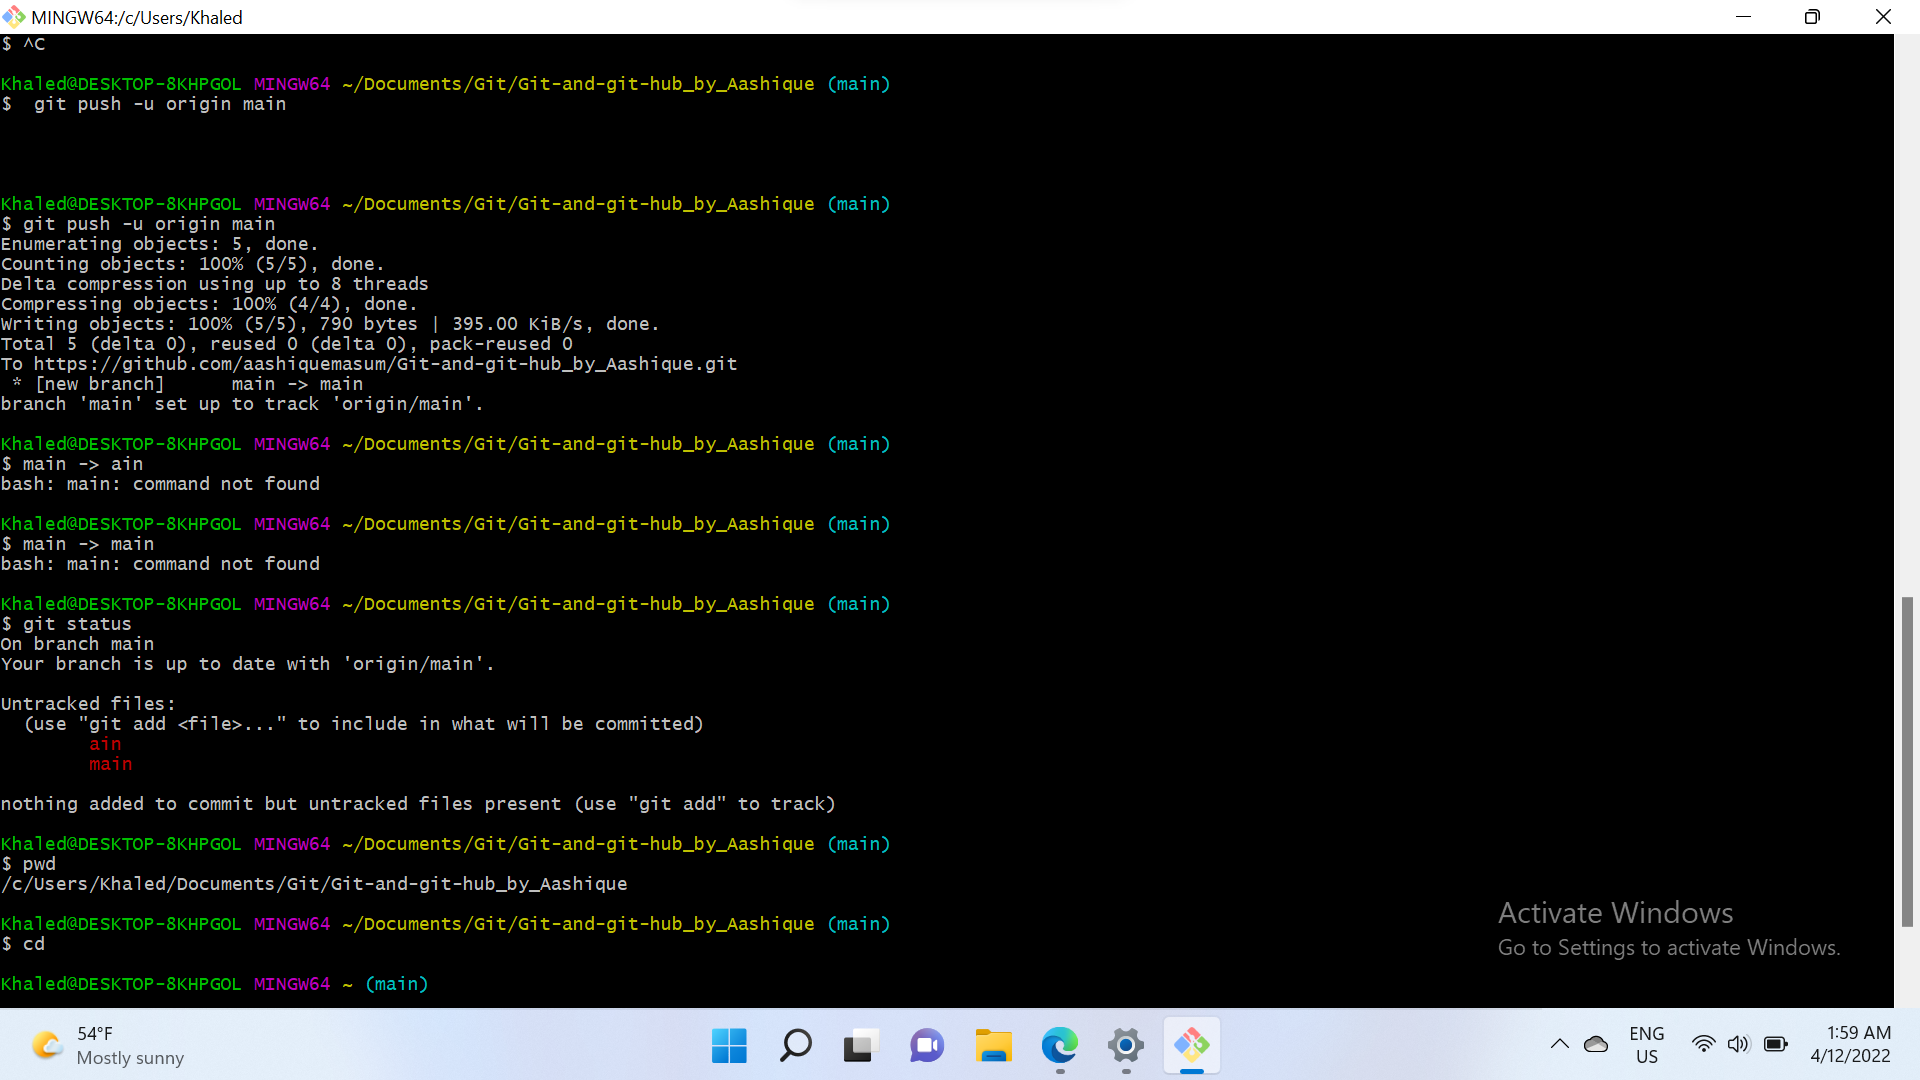 MINGW64:/c/Users/Khaled
$ ^C
Khaled@DESKTOP-8KHPGOL MINGW64 ~/Documents/Git/Git-and-git-hub_by_Aashique (main)
$  git push -u origin main
Khaled@DESKTOP-8KHPGOL MINGW64 ~/Documents/Git/Git-and-git-hub_by_Aashique (main)
$ git push -u origin main
Enumerating objects: 5, done.
Counting objects: 100% (5/5), done.
Delta compression using up to 8 threads
Compressing objects: 100% (4/4), done.
Writing objects: 100% (5/5), 790 bytes | 395.00 KiB/s, done.
Total 5 (delta 0), reused 0 (delta 0), pack-reused 0
To https://github.com/aashiquemasum/Git-and-git-hub_by_Aashique.git
 * [new branch]      main -> main
branch 'main' set up to track 'origin/main'.
Khaled@DESKTOP-8KHPGOL MINGW64 ~/Documents/Git/Git-and-git-hub_by_Aashique (main)
$ main -> ain
bash: main: command not found
Khaled@DESKTOP-8KHPGOL MINGW64 ~/Documents/Git/Git-and-git-hub_by_Aashique (main)
$ main -> main
bash: main: command not found
Khaled@DESKTOP-8KHPGOL MINGW64 ~/Documents/Git/Git-and-git-hub_by_Aashique (main)
$ git status
On branch main
Your branch is up to date with 'origin/main'.
Untracked files:
  (use "git add <file>..." to include in what will be committed)
        ain
        main
nothing added to commit but untracked files present (use "git add" to track)
Khaled@DESKTOP-8KHPGOL MINGW64 ~/Documents/Git/Git-and-git-hub_by_Aashique (main)
$ pwd
/c/Users/Khaled/Documents/Git/Git-and-git-hub_by_Aashique
Khaled@DESKTOP-8KHPGOL MINGW64 ~/Documents/Git/Git-and-git-hub_by_Aashique (main)
$ cd
Khaled@DESKTOP-8KHPGOL MINGW64 ~ (main)
Activate Windows
Go to Settings to activate Windows.
54°F
Mostly sunny
ENG
US
1:59 AM
4/12/2022